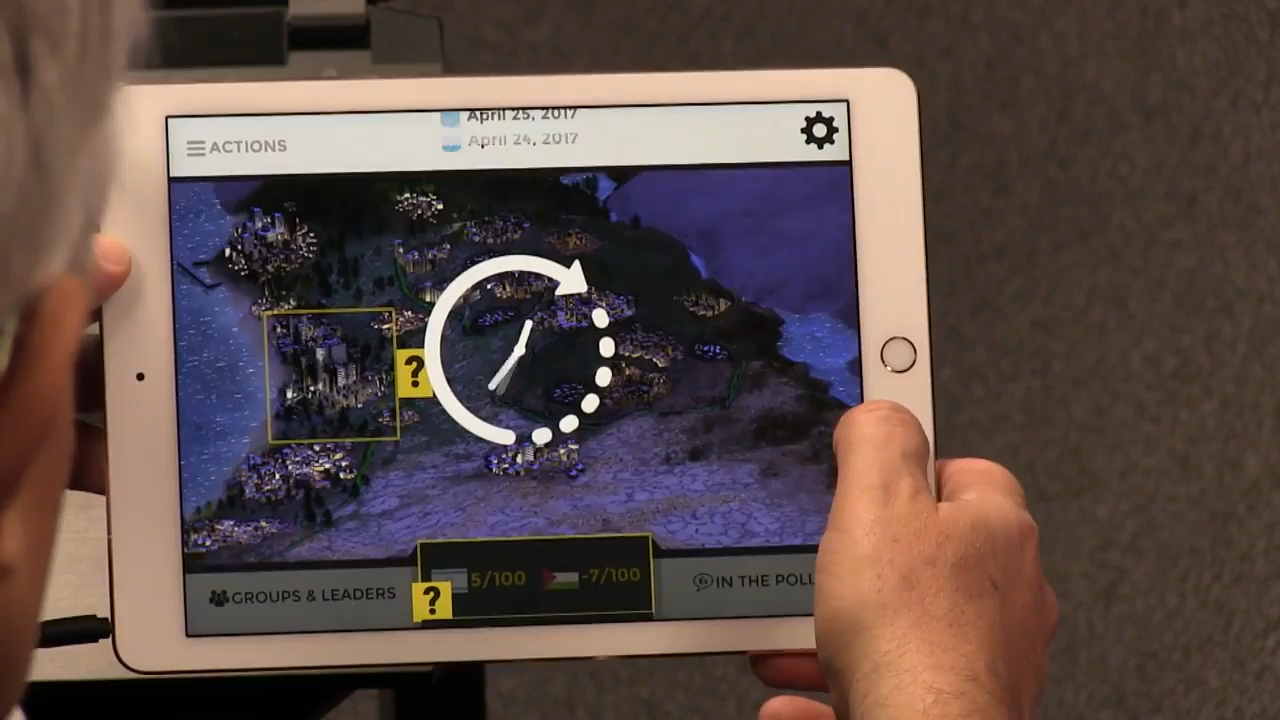 April 25, 2017
ACTIONS
April 24, 2017
?
?
5/100 -7/100
GROUPS & LEADERS
IN THE POLL